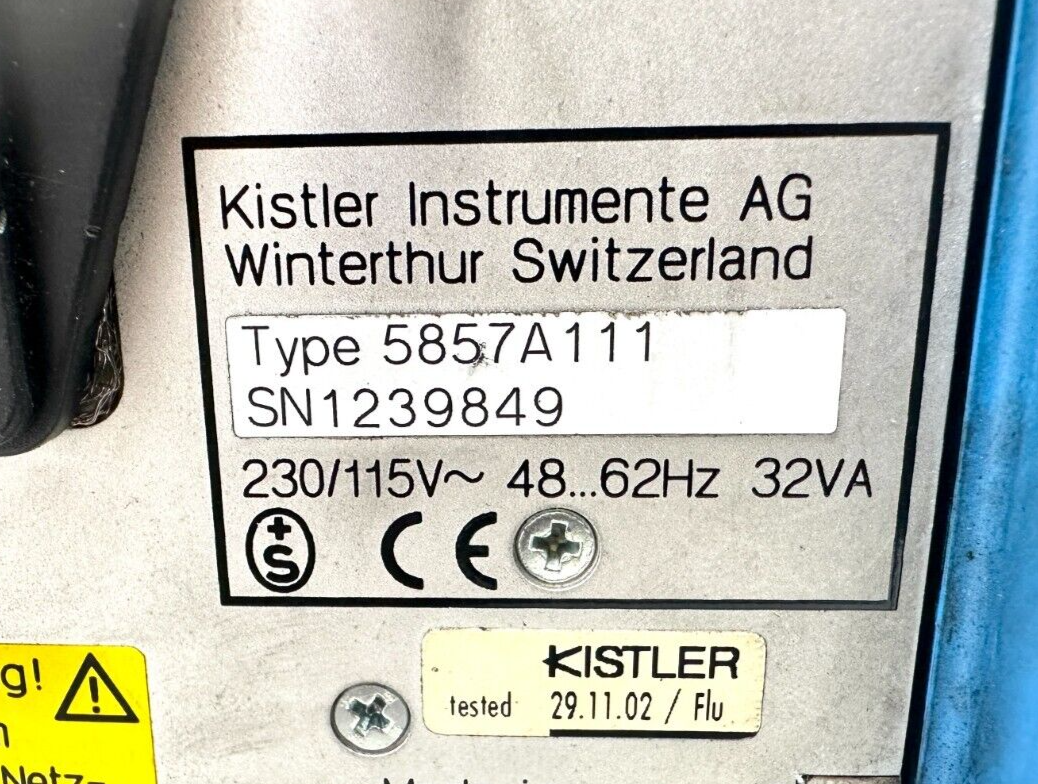 Kistler Instrumente AG
Winterthur Switzerland
Type 5857A111
SN1239849
230/115V~ 48...62Hz 32VA
+S
CE
g!
KISTLER
tested 29.11.02 / Flu
Netz-